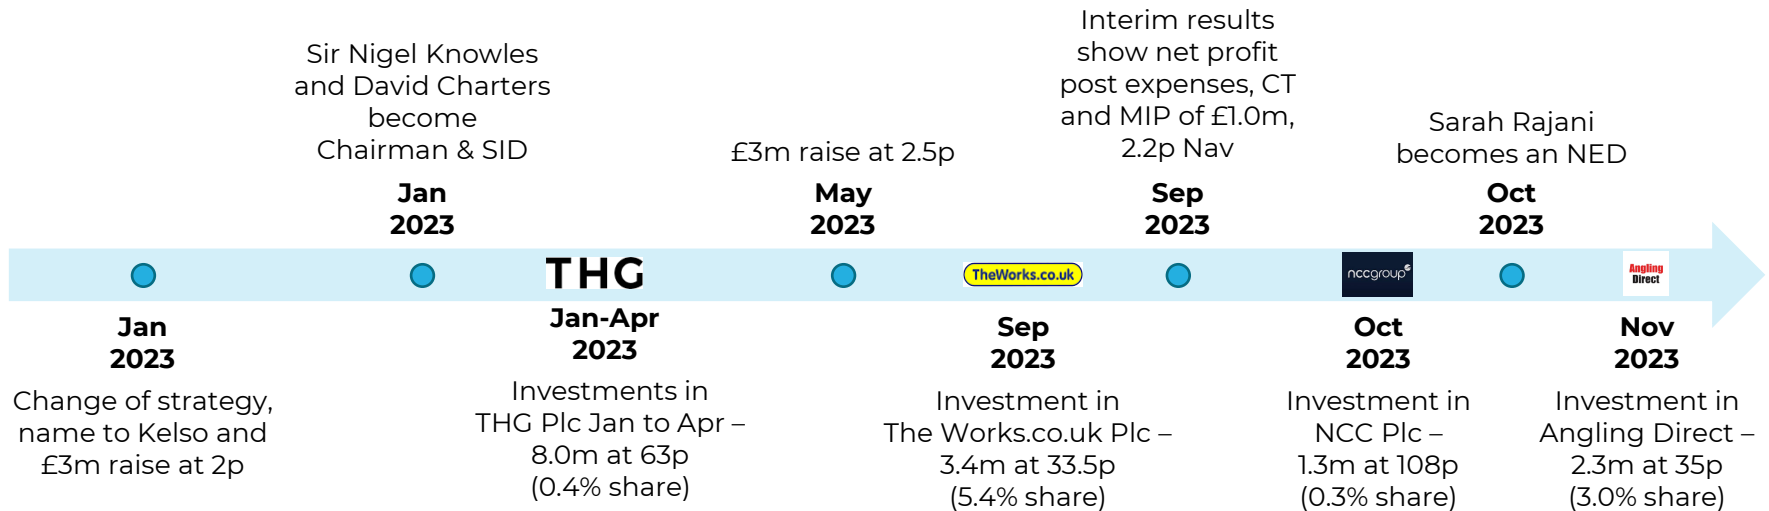 Sir Nigel Knowles
and David Charters
become
Chairman & SID
Jan
2023
£3m raise at 2.5p
May
2023
Interim results
show net profit
post expenses, CT
and MIP of £1.0m,
2.2p Nav
Sep
2023
Sarah Rajani
becomes an NED
Oct
2023
THG
TheWorks.co.uk
nccgroup
Angling
Direct
Jan
2023
Change of strategy,
name to Kelso and
£3m raise at 2p
Jan-Apr
2023
Investments in
THG Plc Jan to Apr –
8.0m at 63p
(0.4% share)
Sep
2023
Investment in
The Works.co.uk Plc –
3.4m at 33.5p
(5.4% share)
Oct
2023
Investment in
NCC Plc –
1.3m at 108p
(0.3% share)
Nov
2023
Investment in
Angling Direct –
2.3m at 35p
(3.0% share)